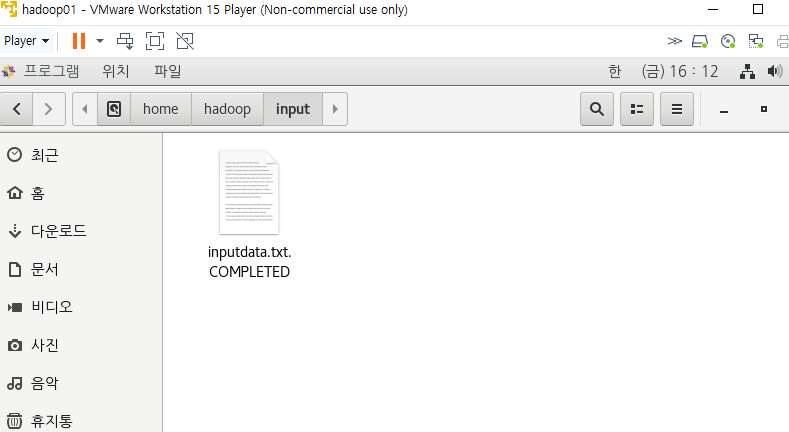 hadoop01 - VMware Workstation 15 Player (Non-commercial use only)
Player
프로그램 위치 파일 한 (금) 16 : 12
home hadoop input
최근
홈
다운로드
문서
비디오
사진
음악
휴지통
inputdata.txt.
COMPLETED